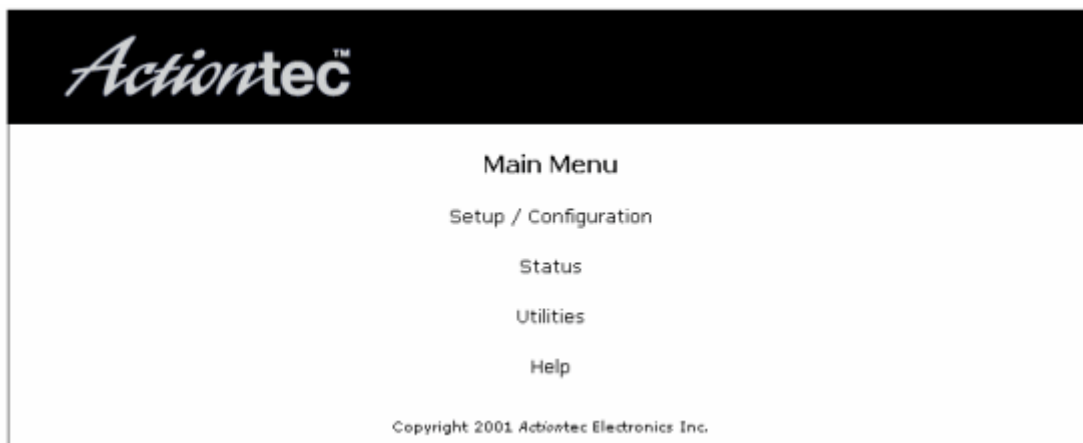 Actiontec™
Main Menu
Setup / Configuration
Status
Utilities
Help
Copyright 2001 Actiontec Electronics Inc.